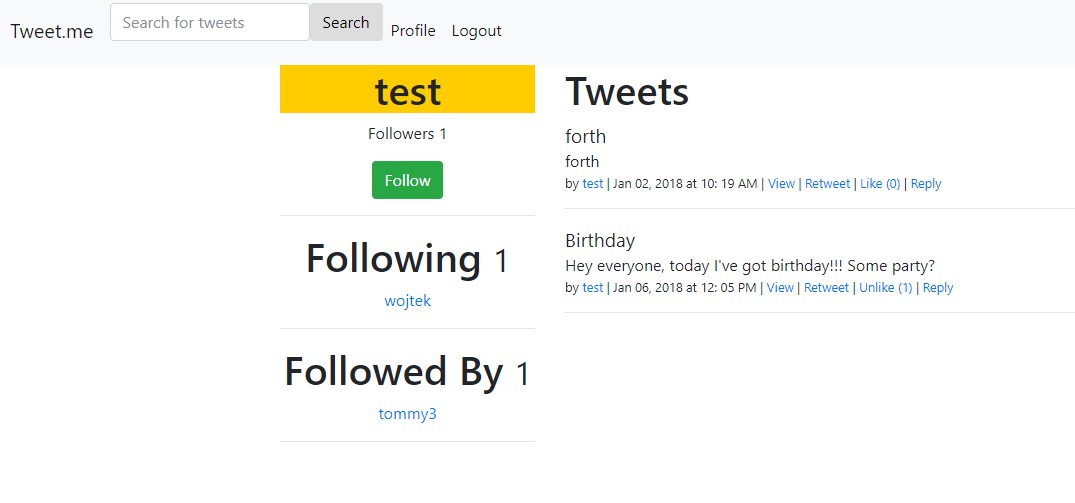 Tweet.me Search for tweets Search Profile Logout
test
Followers 1
Follow
Following 1
wojtek
Followed By 1
tommy3
Tweets
forth
forth
by test | Jan 02, 2018 at 10: 19 AM | View | Retweet | Like (0) | Reply
Birthday
Hey everyone, today I've got birthday!!! Some party?
by test | Jan 06, 2018 at 12: 05 PM | View | Retweet | Unlike (1) | Reply